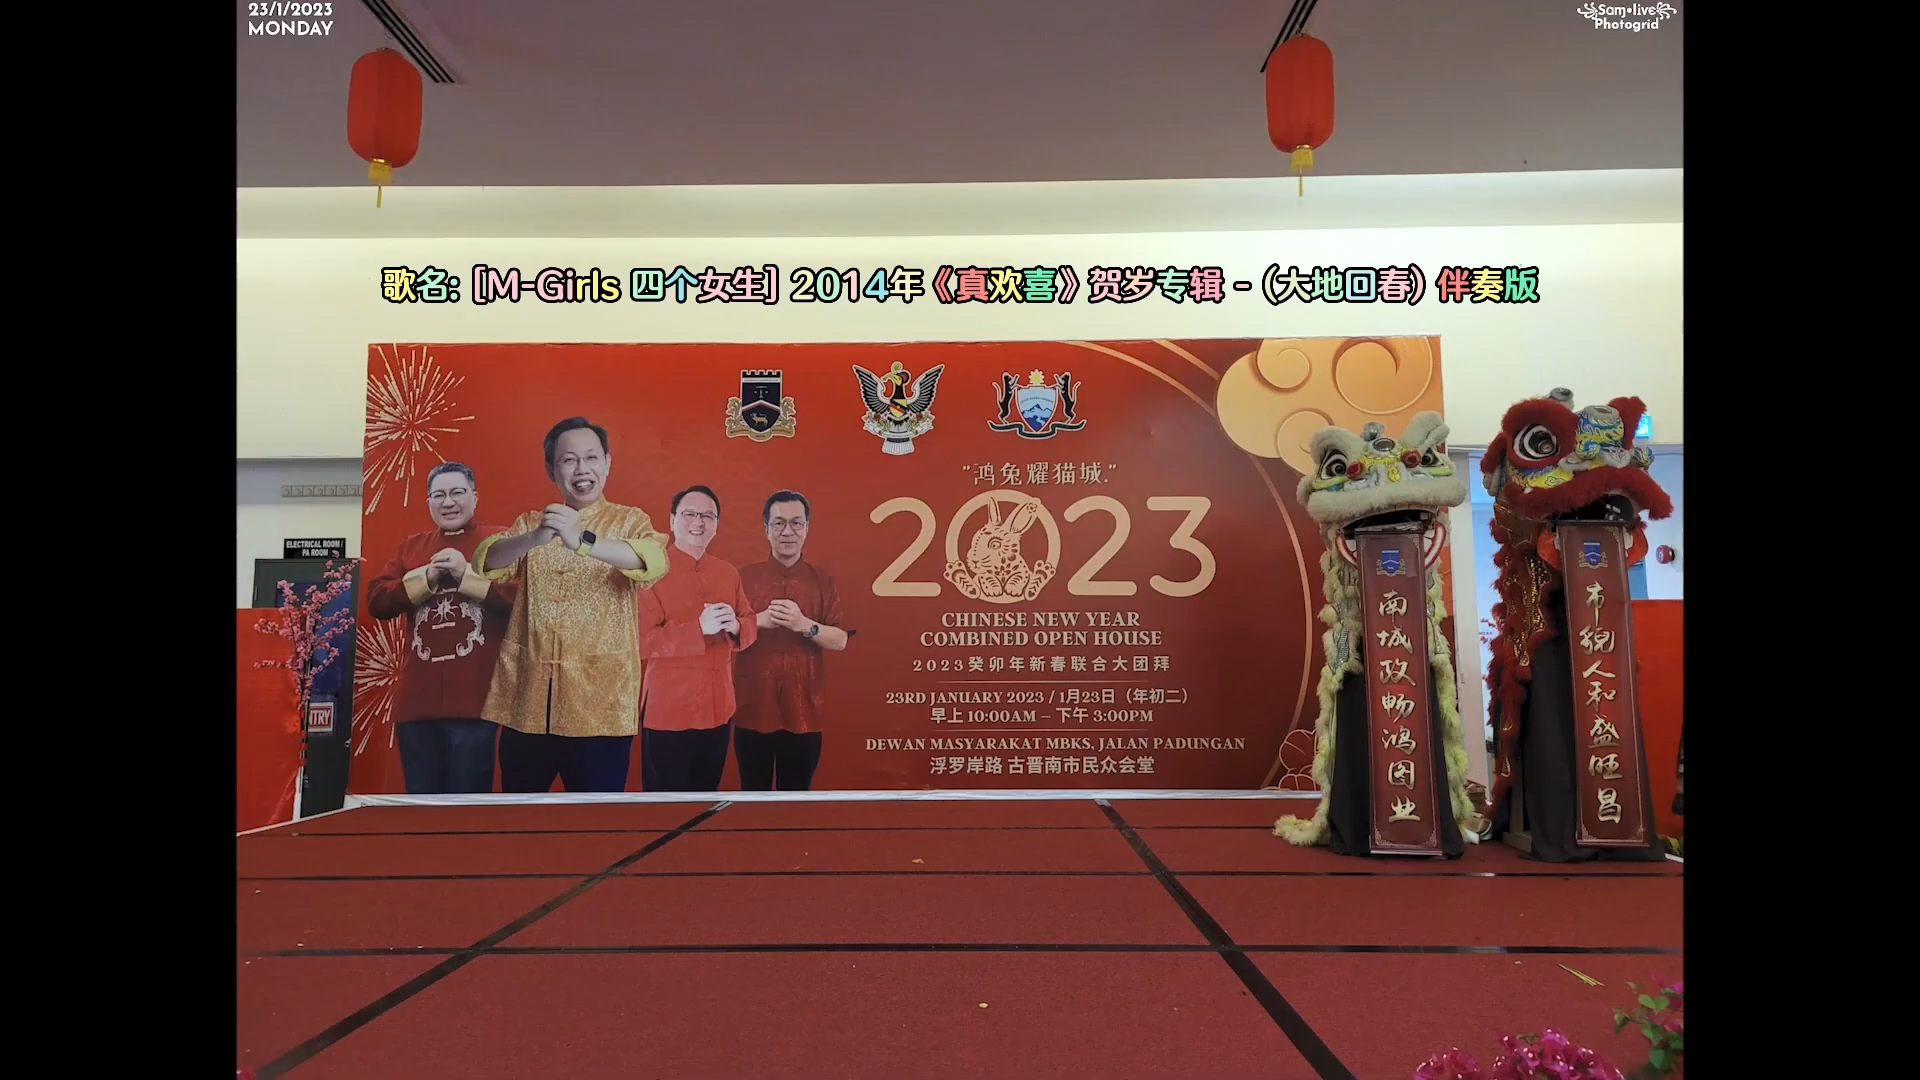 23/1/2023
MONDAY
Sam•live
Photogrid
歌名: [M-Girls 四个女生] 2014年《真欢喜》贺岁专辑 - (大地回春) 伴奏版
"鸿兔耀猫城."
2023
CHINESE NEW YEAR
COMBINED OPEN HOUSE
2023癸卯年新春联合大团拜
23RD JANUARY 2023 / 1月23日（年初二）
早上 10:00AM – 下午 3:00PM
DEWAN MASYARAKAT MBKS, JALAN PADUNGAN
浮罗岸路 古晋南市民众会堂
ELECTRICAL ROOM /
PA ROOM
NTRY
南城政畅鸿图业
市貌人和盛旺昌